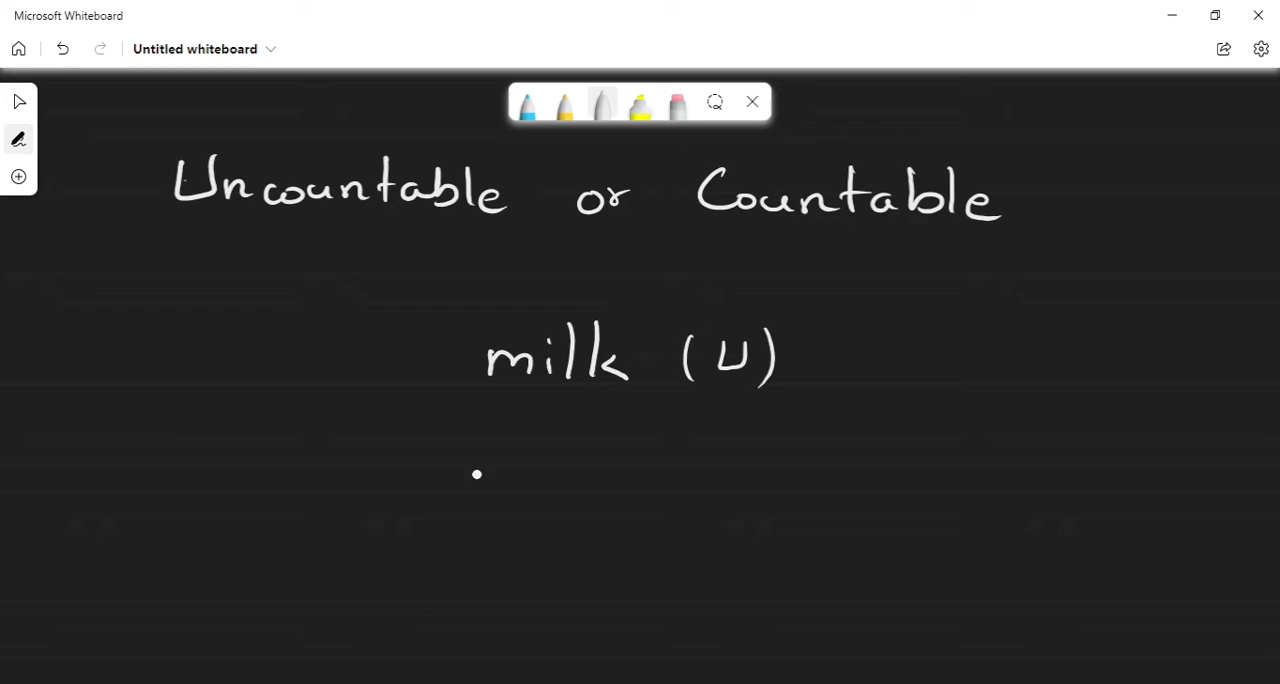 Microsoft Whiteboard
Untitled whiteboard
Uncountable or Countable
milk (U)